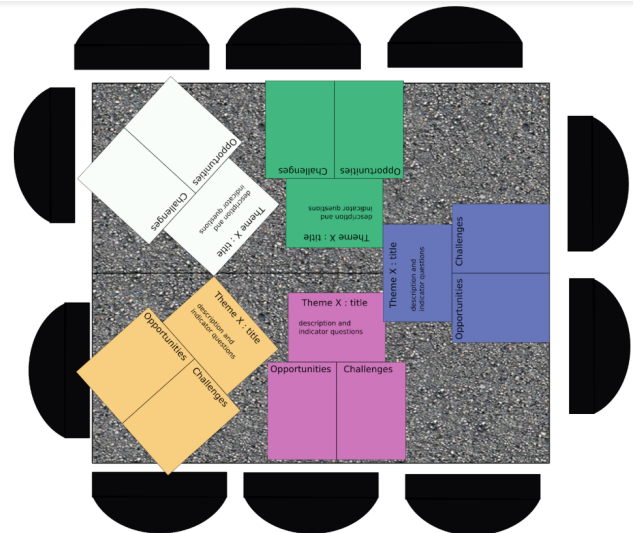 Opportunities
Challenges
Theme X : title
description and
indicator questions
Opportunities
Challenges
Theme X : title
description and
indicator questions
Theme X : title
description and
indicator questions
Challenges
Opportunities
Theme X : title
description and
indicator questions
Opportunities
Challenges
Theme X : title
description and
indicator questions
Opportunities
Challenges